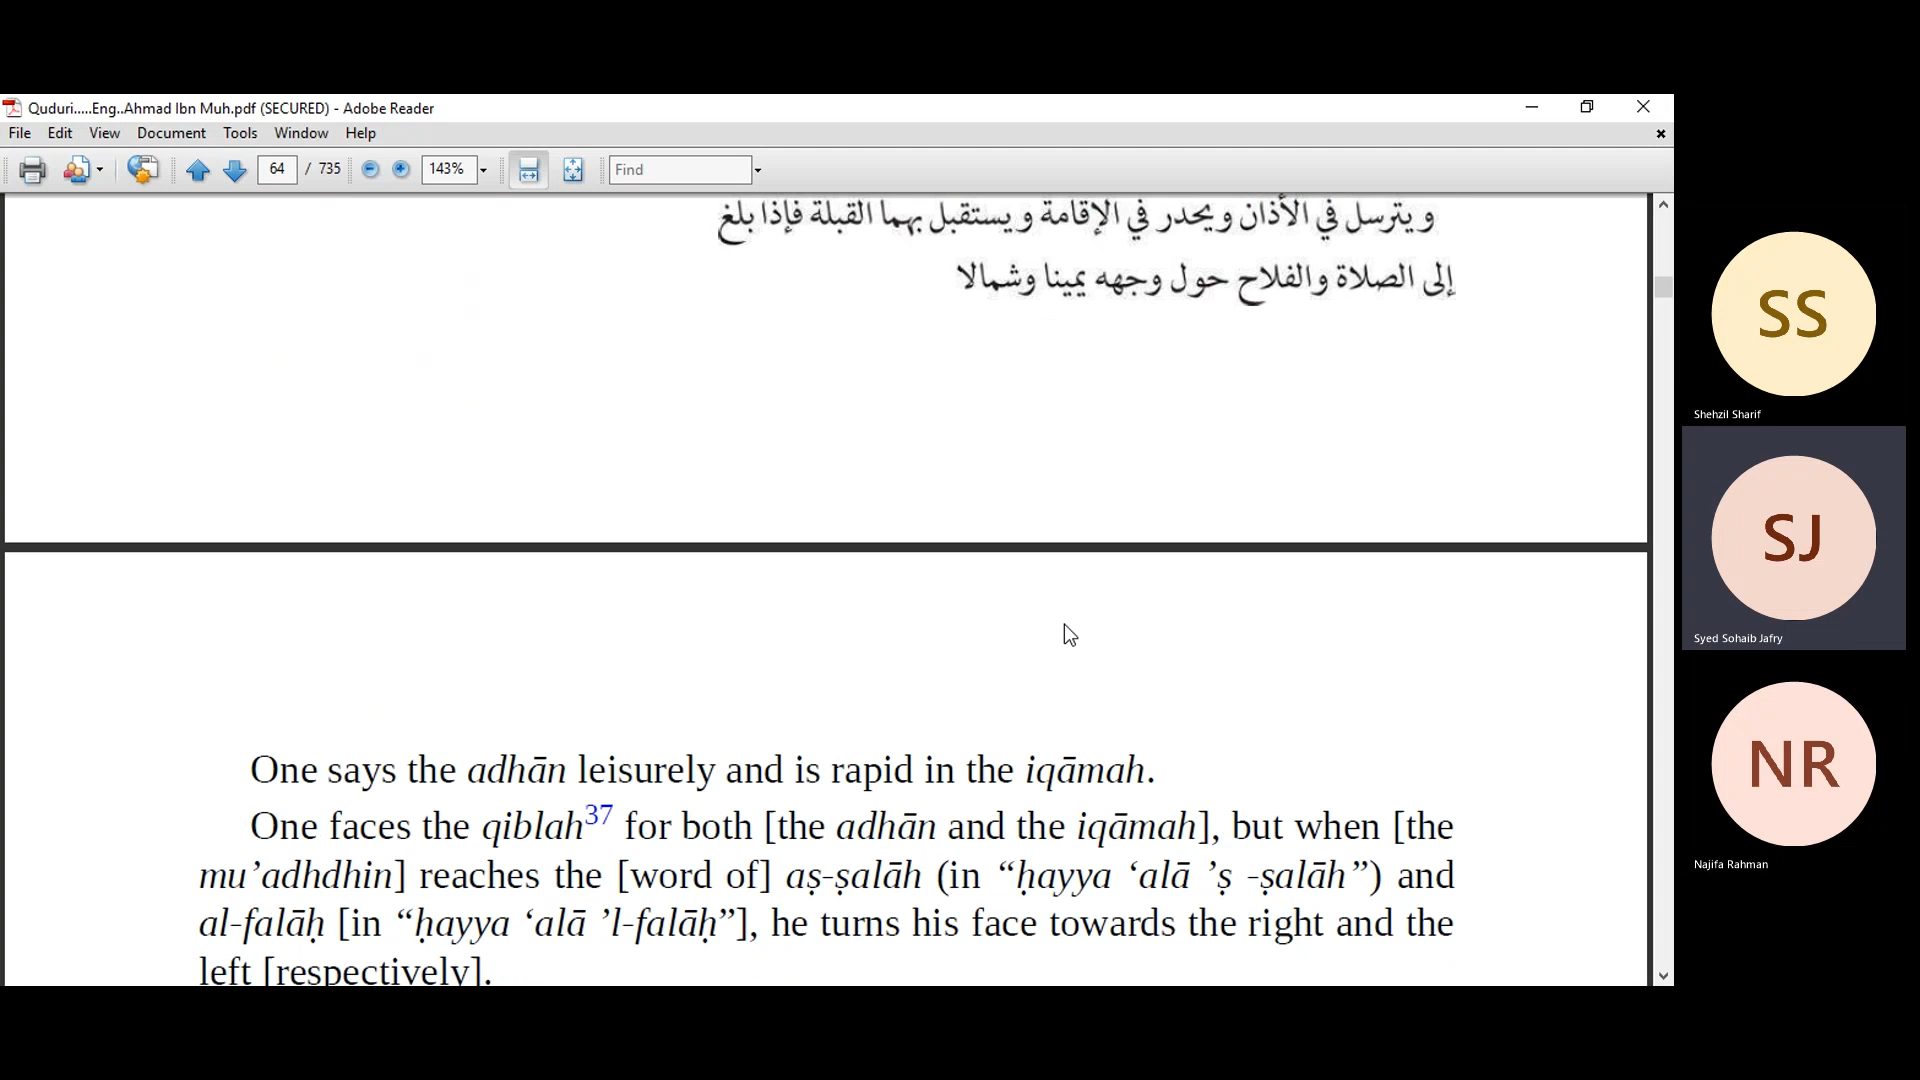 Quduri.....Eng..Ahmad Ibn Muh.pdf (SECURED) - Adobe Reader
File Edit View Document Tools Window Help
64 / 735 143% Find
و يترسل في الأذان ويحدر في الإقامة و يستقبل بهما القبلة فإذا بلغ
إلى الصلاة والفلاح حول وجهه يمينا وشمالا
One says the adhān leisurely and is rapid in the iqāmah.
One faces the qiblah37 for both [the adhān and the iqāmah], but when [the
mu’adhdhin] reaches the [word of] aṣ-ṣalāh (in “ḥayya ‘alā ’ṣ -ṣalāh”) and
al-falāḥ [in “ḥayya ‘alā ’l-falāḥ”], he turns his face towards the right and the
left [respectively].
SS
Shehzil Sharif
SJ
Syed Sohaib Jafry
NR
Najifa Rahman